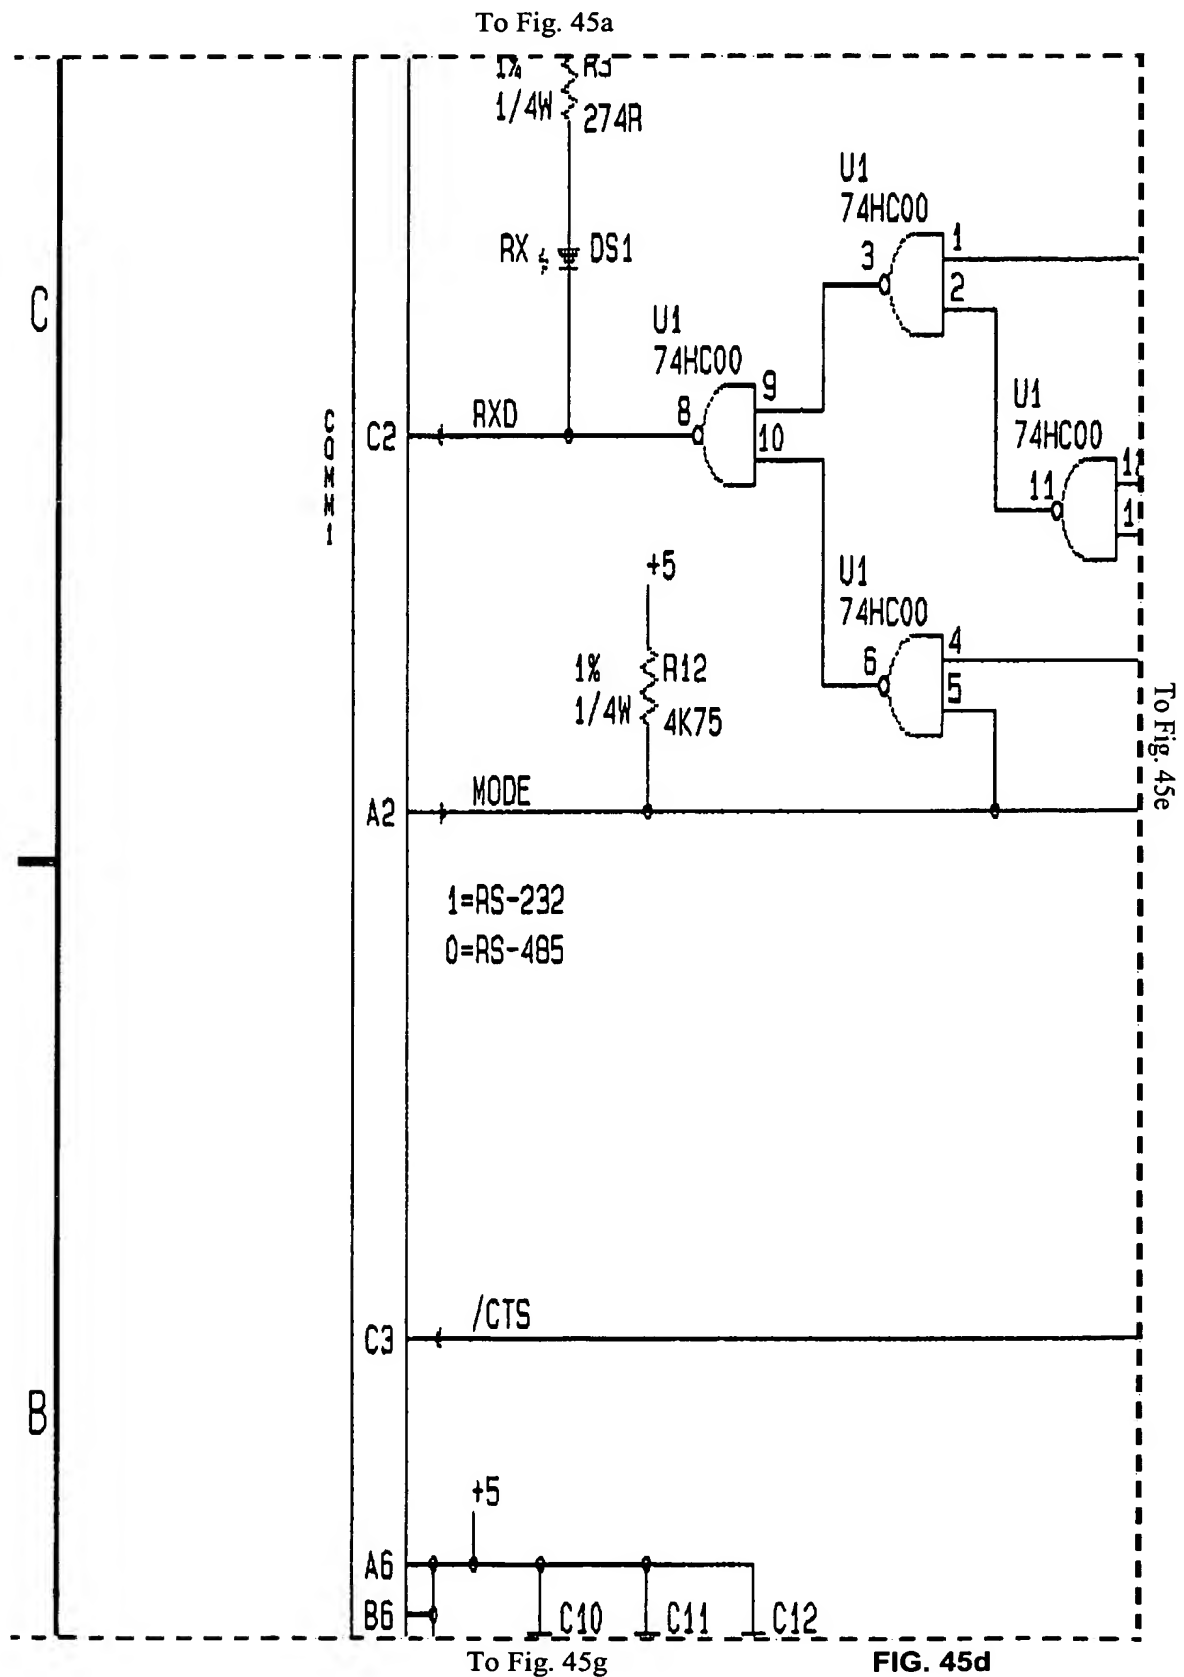 To Fig. 45a
1% R3
1/4W 274R
RX DS1
U1
74HC00
3
1
2
C
U1
74HC00
8
9
10
U1
74HC00
11
1
COMM1
C2
RXD
+5
1% R12
1/4W 4K75
U1
74HC00
6
4
5
To Fig. 45e
A2
MODE
1=RS-232
0=RS-485
C3
/CTS
B
+5
A6
B6
C10
C11
C12
To Fig. 45g
FIG. 45d